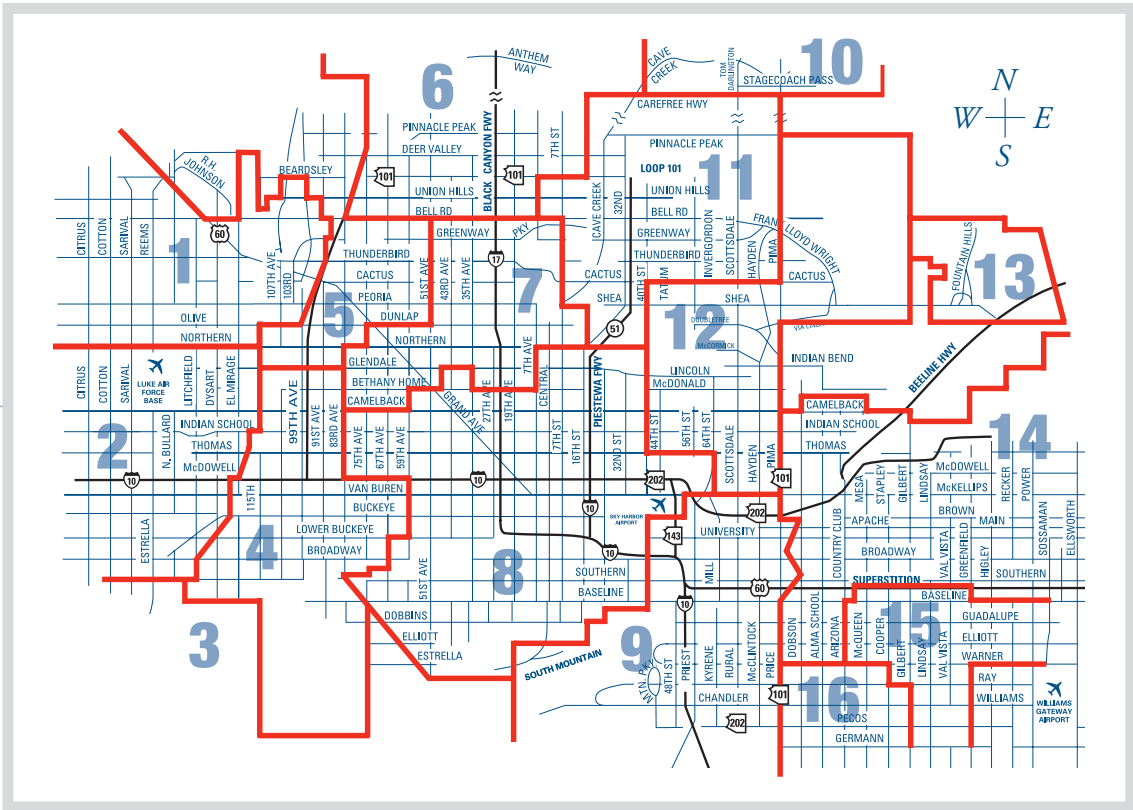 ANTHEM
WAY
CAVE
CREEK
TOM
DARLINGTON
10
STAGECOACH PASS
N
W E
S
6
CAREFREE HWY
PINNACLE PEAK
DEER VALLEY
BLACK CANYON FWY
7TH ST
PINNACLE PEAK
R.H.
JOHNSON
BEARDSLEY
101
101
LOOP 101
11
UNION HILLS
UNION HILLS
BELL RD
BELL RD
CAVE CREEK
32ND
INVERGORDON
SCOTTSDALE
HAYDEN
PIMA
FRANK LLOYD WRIGHT
CITRUS
COTTON
SARIVAL
REEMS
60
1
107TH AVE
103RD
GREENWAY
PKY
GREENWAY
THUNDERBIRD
THUNDERBIRD
51ST AVE
43RD AVE
35TH AVE
17
7
CACTUS
CACTUS
CACTUS
40TH ST
TATUM
FOUNTAIN HILLS
13
PEORIA
5
SHEA
SHEA
OLIVE
DUNLAP
51
12
DOUBLETREE
VIA LINDA
NORTHERN
NORTHERN
7TH AVE
McCORMICK
INDIAN BEND
BEELINE HWY
CITRUS
COTTON
SARIVAL
LUKE AIR
FORCE
BASE
LITCHFIELD
DYSART
EL MIRAGE
GLENDALE
BETHANY HOME
CAMELBACK
CENTRAL
PIESTEWA FWY
LINCOLN
McDONALD
99TH AVE
91ST AVE
83RD AVE
GRAND AVE
27TH AVE
19TH AVE
CAMELBACK
2
N. BULLARD
INDIAN SCHOOL
THOMAS
McDOWELL
75TH AVE
67TH AVE
59TH AVE
7TH ST
16TH ST
32ND ST
44TH ST
56TH ST
64TH ST
SCOTTSDALE
HAYDEN
PIMA
INDIAN SCHOOL
THOMAS
14
10
10
202
101
MESA
STAPLEY
GILBERT
LINDSAY
McDOWELL
McKELLIPS
RECKER
POWER
115TH
VAN BUREN
BUCKEYE
10
SKY HARBOR
AIRPORT
202
BROWN
ESTRELLA
4
LOWER BUCKEYE
BROADWAY
143
UNIVERSITY
APACHE
MAIN
COUNTRY CLUB
BROADWAY
VAL VISTA
GREENFIELD
HIGLEY
SOSSAMAN
ELLSWORTH
51ST AVE
8
10
SOUTHERN
BASELINE
MILL
60
SUPERSTITION
SOUTHERN
BASELINE
3
DOBBINS
ELLIOTT
ESTRELLA
10
9
DOBSON
ALMA SCHOOL
ARIZONA
McQUEEN
COOPER
GILBERT
LINDSAY
VAL VISTA
15
GUADALUPE
ELLIOTT
WARNER
SOUTH MOUNTAIN
MTN. PKY
48TH ST
PRIEST
KYRENE
RURAL
McCLINTOCK
PRICE
CHANDLER
101
16
RAY
WILLIAMS
202
PECOS
GERMANN
WILLIAMS
GATEWAY
AIRPORT